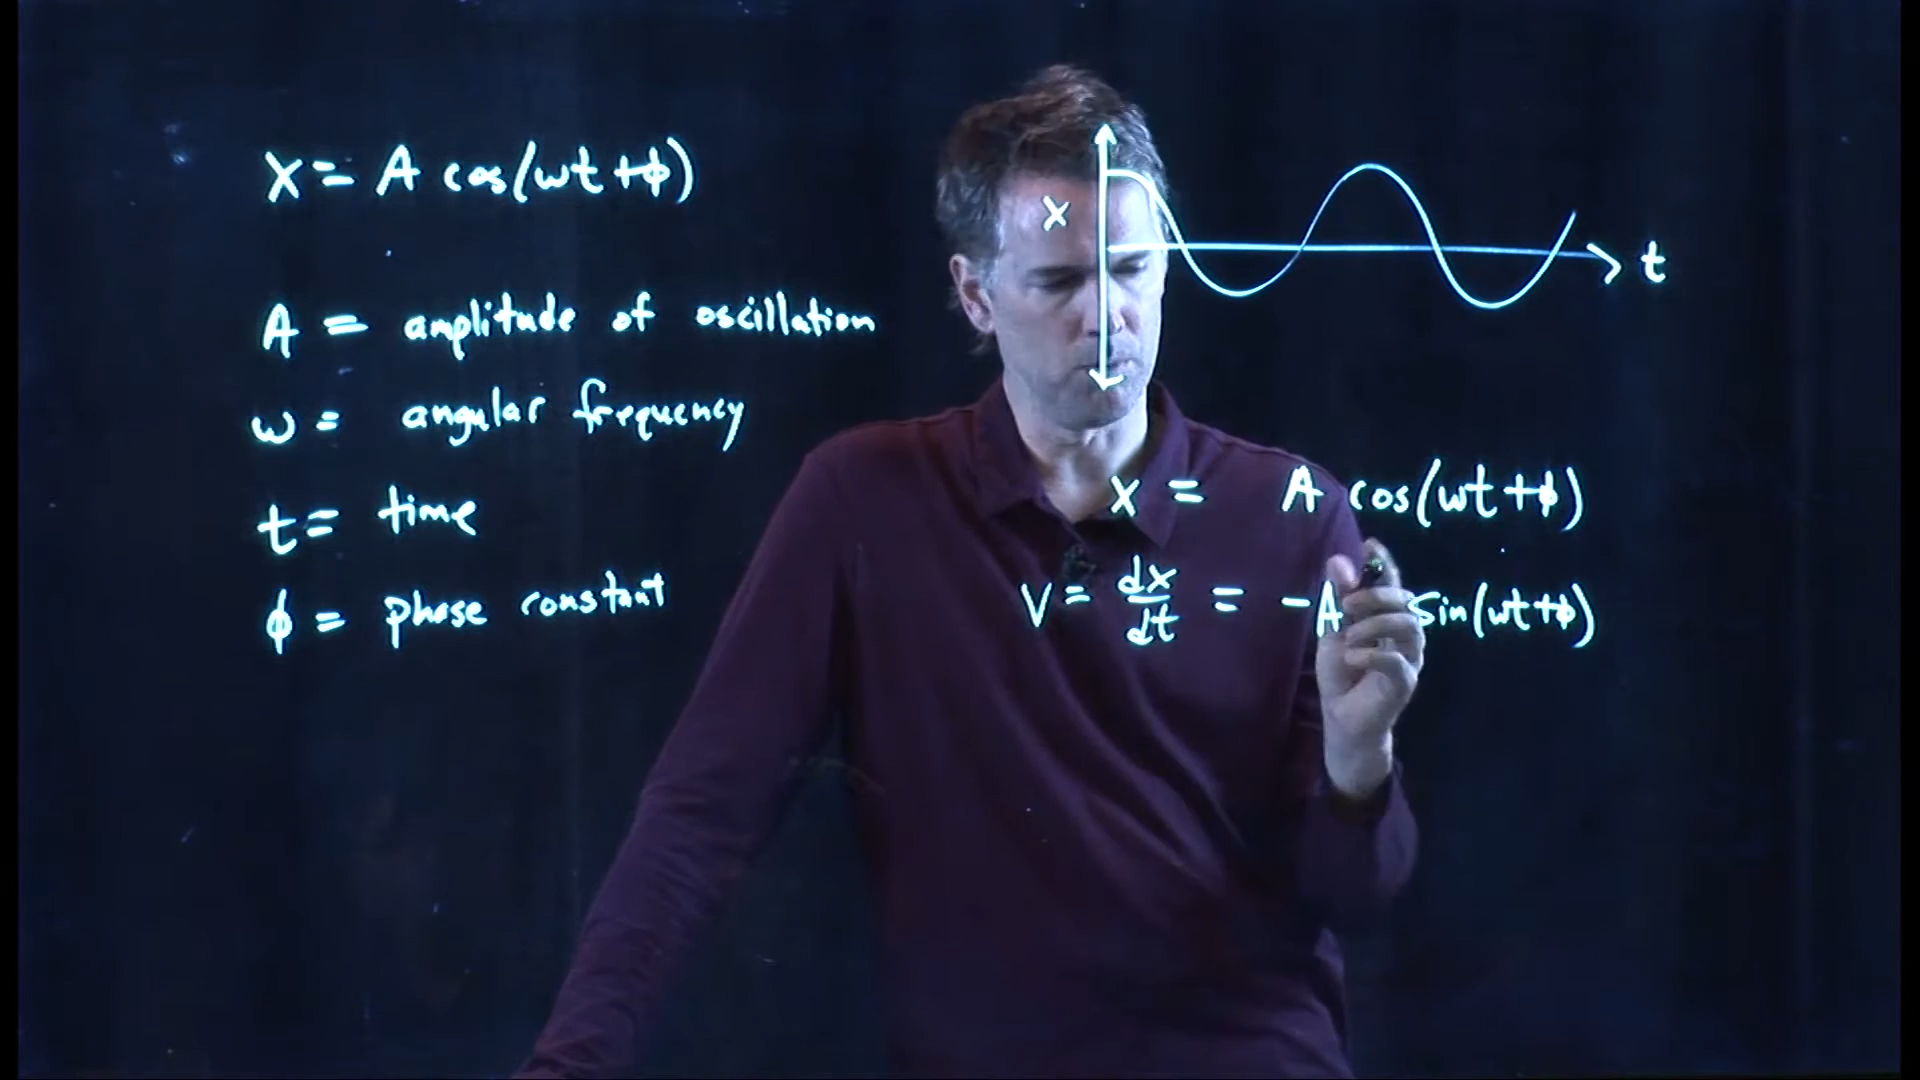 x = A cos(ωt+ϕ)
A = amplitude of oscillation
ω = angular frequency
t = time
ϕ = phase constant
x
t
x = A cos(ωt+ϕ)
v = dx/dt = -A sin(ωt+ϕ)